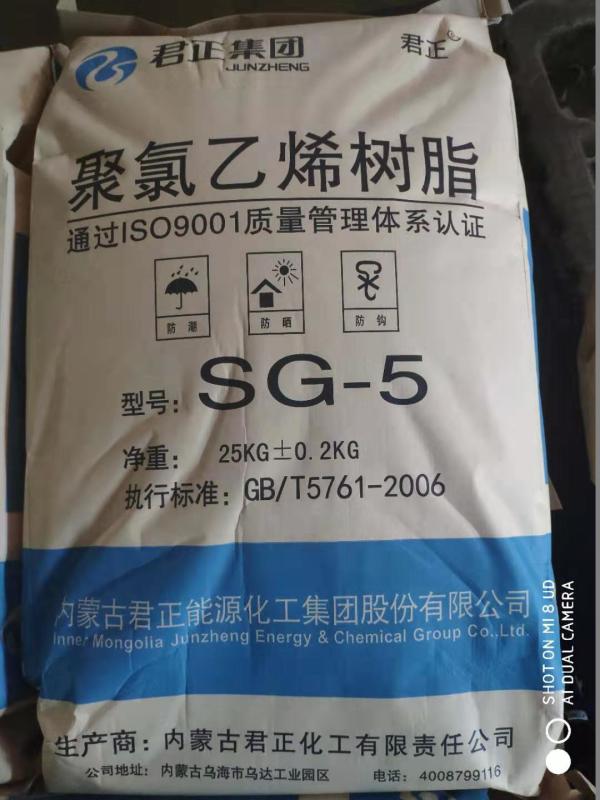 君正集团
JUNZHENG
君正®
聚氯乙烯树脂
通过ISO9001质量管理体系认证
防潮 防晒 防钩
型号: SG-5
净重: 25KG±0.2KG
执行标准: GB/T5761-2006
内蒙古君正能源化工集团股份有限公司
Inner Mongolia Junzheng Energy & Chemical Group Co.,Ltd.
生产商: 内蒙古君正化工有限责任公司
公司地址: 内蒙古乌海市乌达工业园区 电话: 4008799116
SHOT ON MI 8 UD
AI DUAL CAMERA